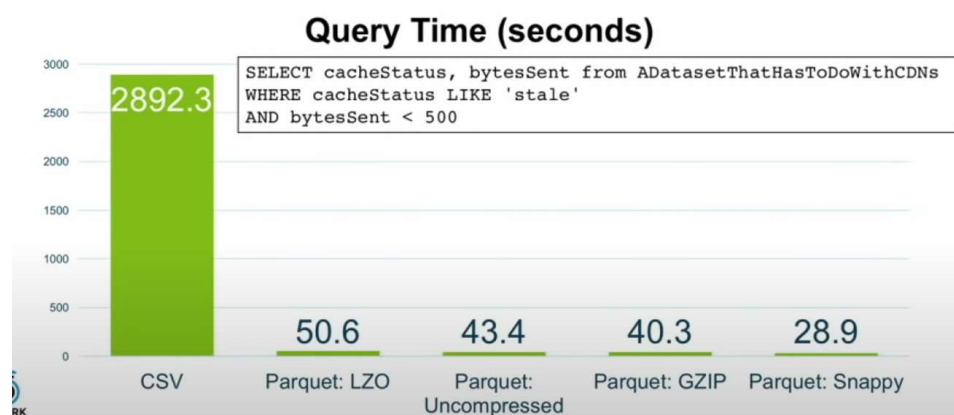 Query Time (seconds)
SELECT cacheStatus, bytesSent from ADatasetThatHasToDoWithCDNs
WHERE cacheStatus LIKE 'stale'
AND bytesSent < 500
3000
2500
2000
1500
1000
500
0
2892.3
50.6
43.4
40.3
28.9
CSV
Parquet: LZO
Parquet:
Uncompressed
Parquet: GZIP
Parquet: Snappy
RK